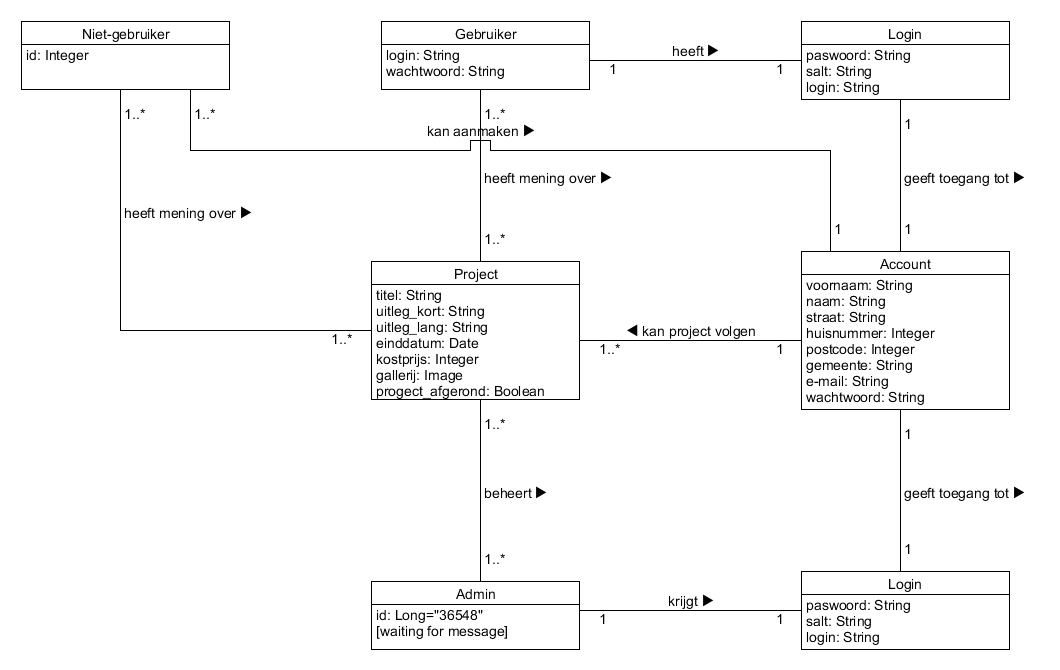 Niet-gebruiker
id: Integer
Gebruiker
login: String
wachtwoord: String
heeft ▶
1
1
Login
paswoord: String
salt: String
login: String
1..*
1..*
1..*
1
kan aanmaken ▶
heeft mening over ▶
geeft toegang tot ▶
heeft mening over ▶
1..*
1
1
Project
titel: String
uitleg_kort: String
uitleg_lang: String
einddatum: Date
kostprijs: Integer
gallerij: Image
progect_afgerond: Boolean
1..*
◀ kan project volgen
1..*
1
Account
voornaam: String
naam: String
straat: String
huisnummer: Integer
postcode: Integer
gemeente: String
e-mail: String
wachtwoord: String
1..*
1
beheert ▶
geeft toegang tot ▶
1..*
1
Admin
id: Long="36548"
[waiting for message]
krijgt ▶
1
1
Login
paswoord: String
salt: String
login: String